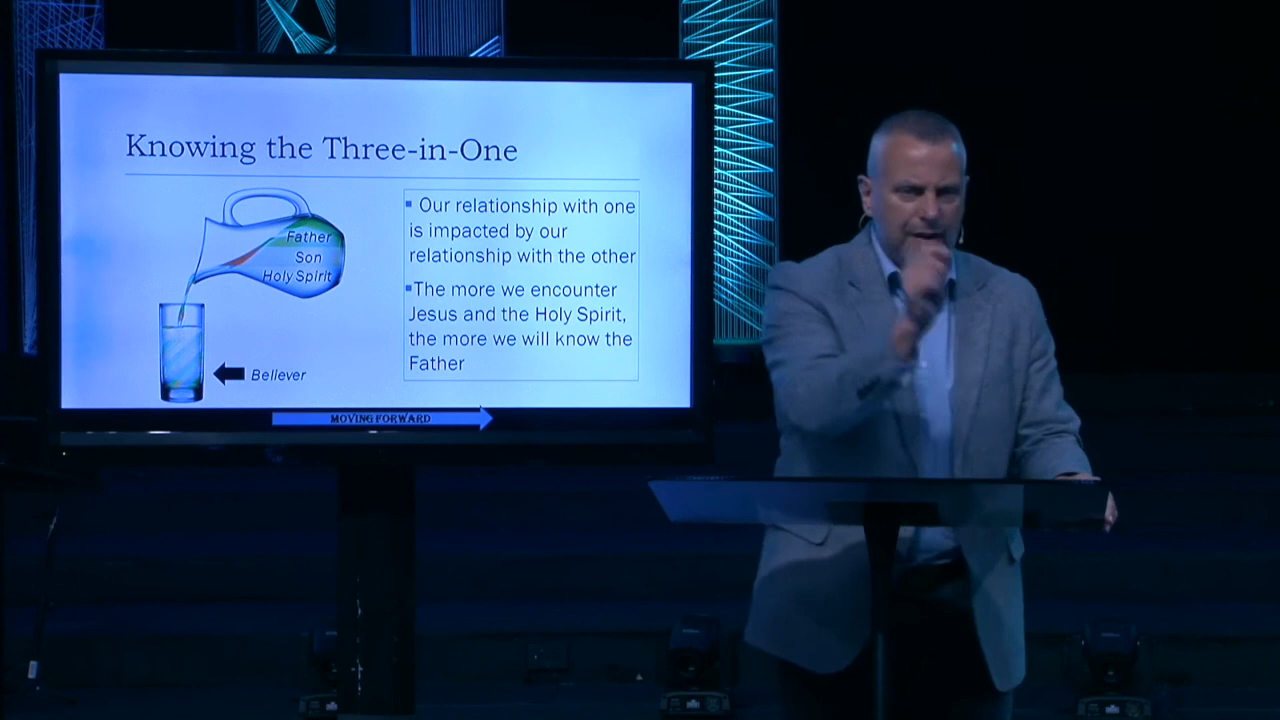 Knowing the Three-in-One
Father
Son
Holy Spirit
Believer
▪ Our relationship with one
is impacted by our
relationship with the other
▪The more we encounter
Jesus and the Holy Spirit,
the more we will know the
Father
MOVING FORWARD